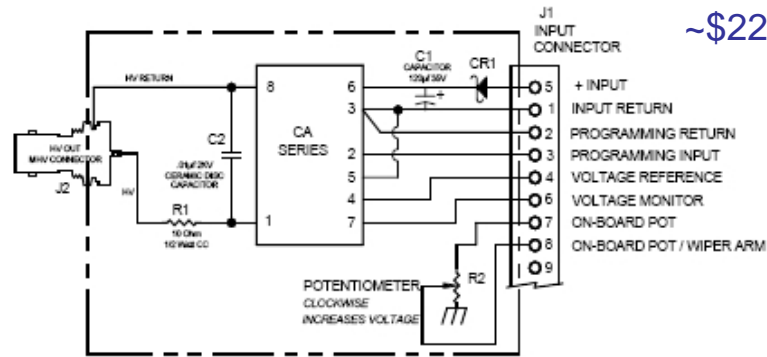 J1
INPUT
CONNECTOR
~$22
C1
CAPACITOR
120µf 35V
+
CR1
HV RETURN
8
6
5
+ INPUT
3
1
INPUT RETURN
2
PROGRAMMING RETURN
C2
CA
SERIES
2
3
PROGRAMMING INPUT
HV OUT
MHV CONNECTOR
.01µf 2KV
CERAMIC DISC
CAPACITOR
5
4
VOLTAGE REFERENCE
J2
HV
4
6
VOLTAGE MONITOR
R1
1
7
7
ON-BOARD POT
10 Ohm
1/2 Watt CC
8
ON-BOARD POT / WIPER ARM
9
R2
POTENTIOMETER
CLOCKWISE
INCREASES VOLTAGE